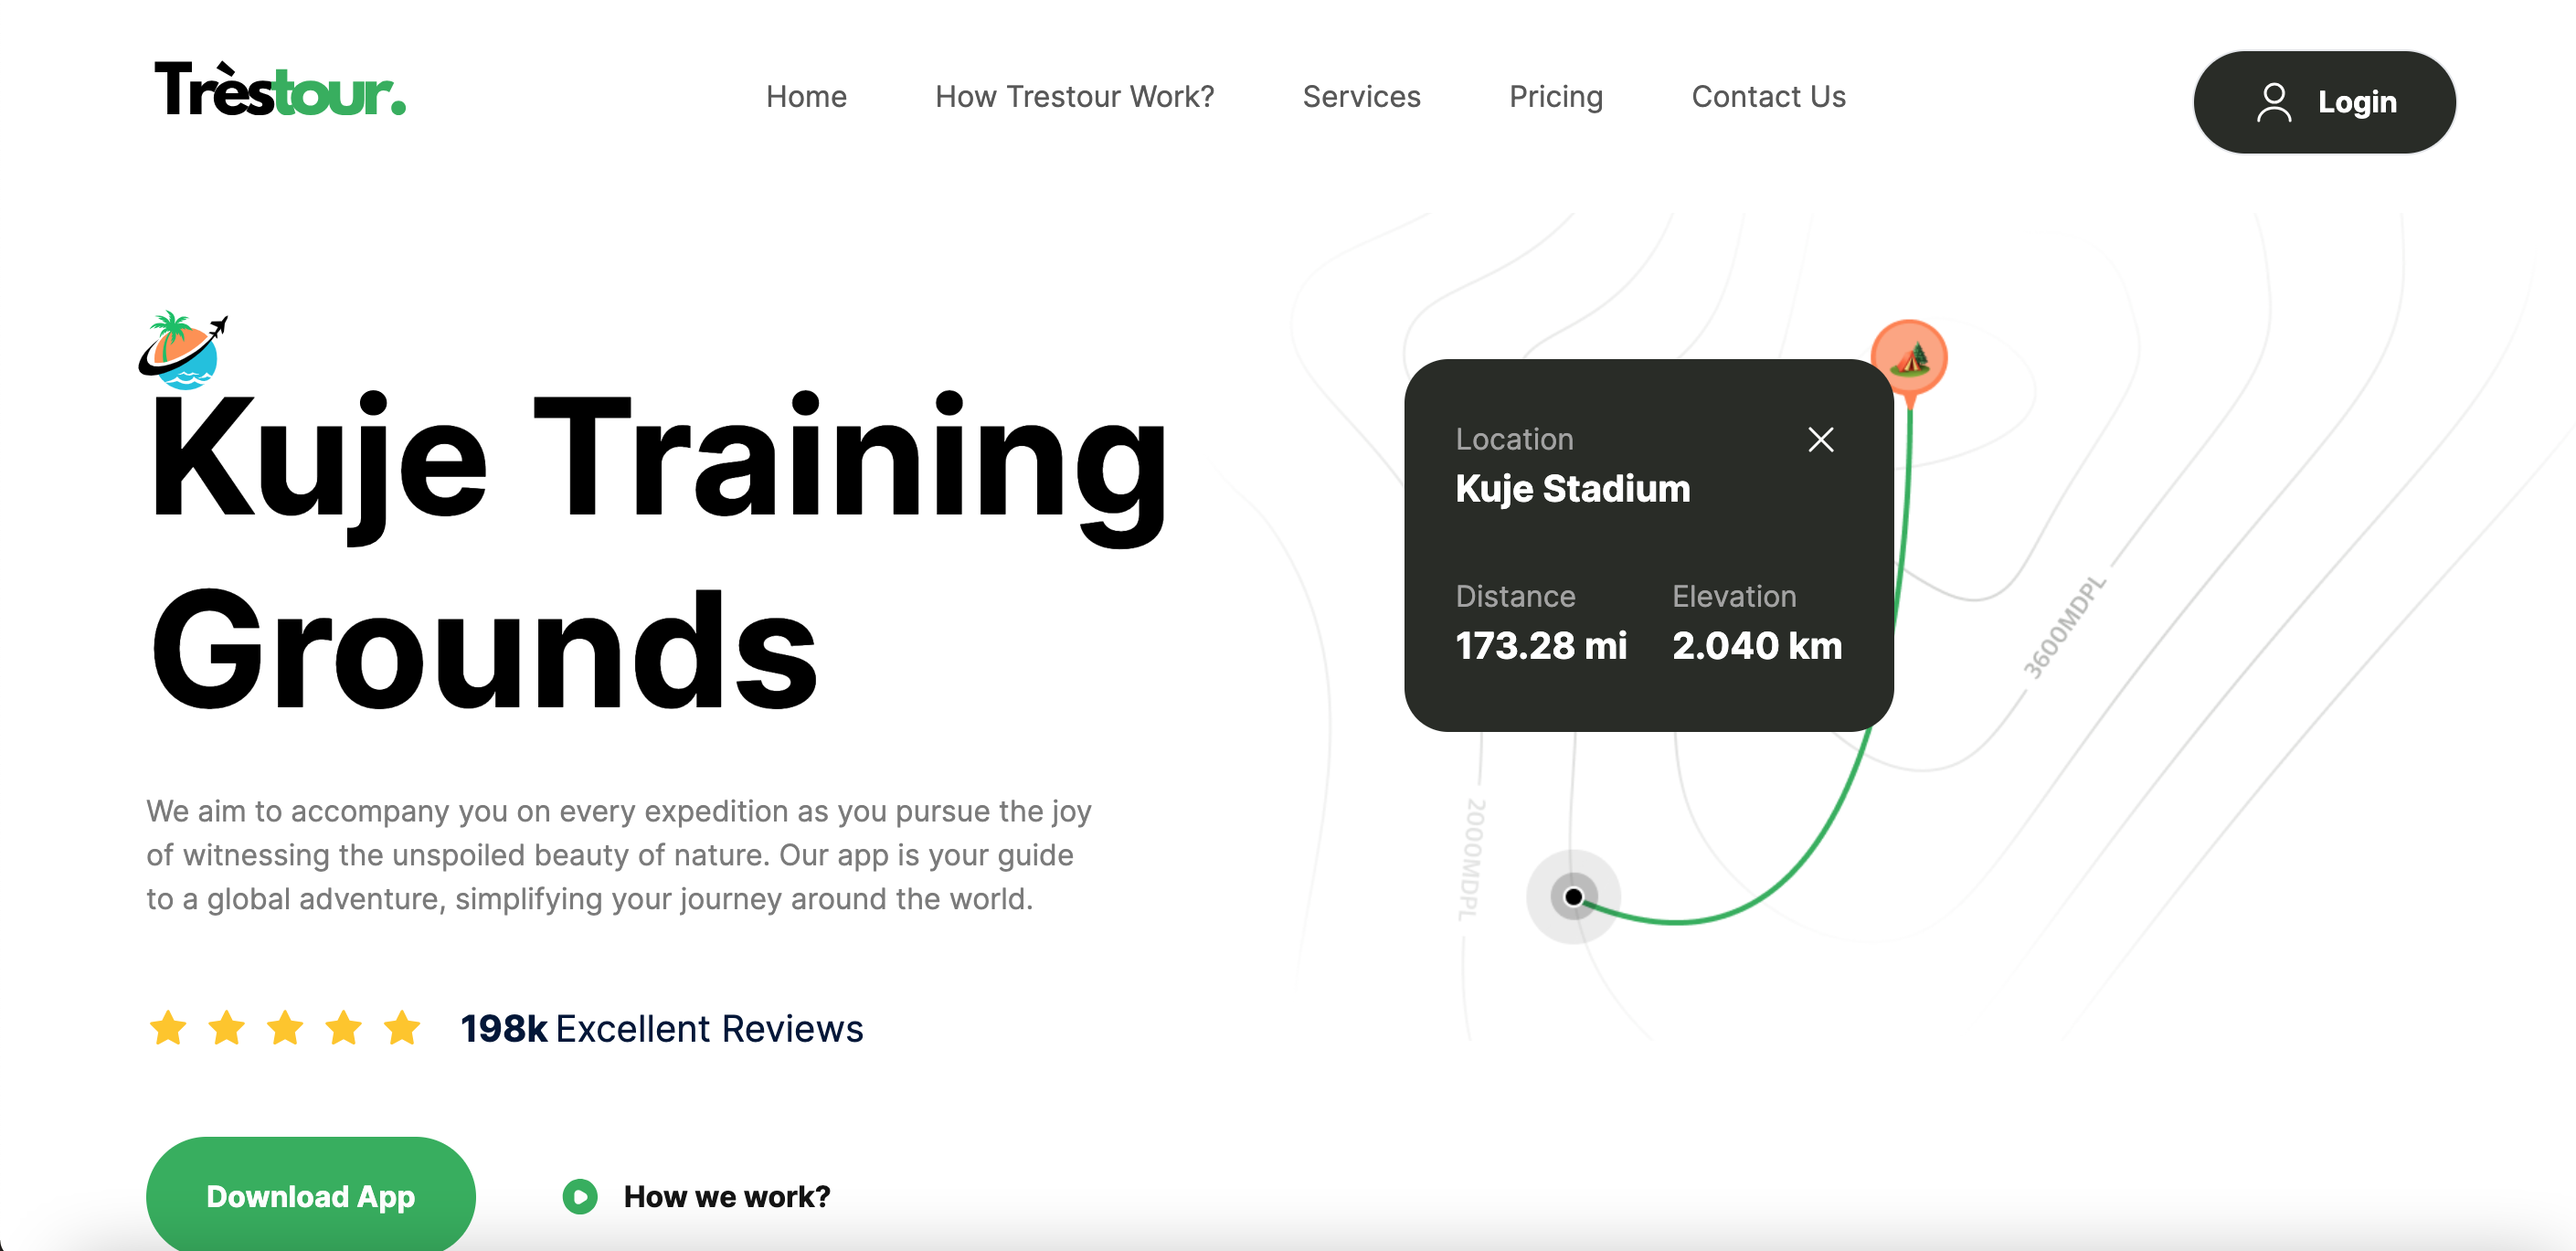 Trèstour.
Home
How Trestour Work?
Services
Pricing
Contact Us
Login
Kuje Training
Grounds
We aim to accompany you on every expedition as you pursue the joy
of witnessing the unspoiled beauty of nature. Our app is your guide
to a global adventure, simplifying your journey around the world.
198k Excellent Reviews
Download App
How we work?
Location
Kuje Stadium
Distance
173.28 mi
Elevation
2.040 km
3600MDPL
2000MDPL